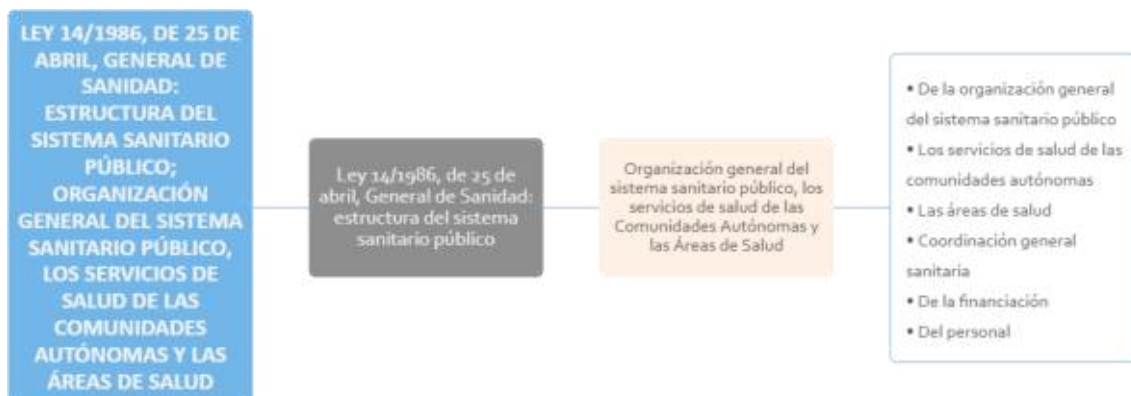 LEY 14/1986, DE 25 DE
ABRIL, GENERAL DE
SANIDAD:
ESTRUCTURA DEL
SISTEMA SANITARIO
PÚBLICO;
ORGANIZACIÓN
GENERAL DEL SISTEMA
SANITARIO PÚBLICO,
LOS SERVICIOS DE
SALUD DE LAS
COMUNIDADES
AUTÓNOMAS Y LAS
ÁREAS DE SALUD
Ley 14/1986, de 25 de
abril, General de Sanidad:
estructura del sistema
sanitario público
Organización general del
sistema sanitario público, los
servicios de salud de las
Comunidades Autónomas y
las Áreas de Salud
• De la organización general
del sistema sanitario público
• Los servicios de salud de las
comunidades autónomas
• Las áreas de salud
• Coordinación general
sanitaria
• De la financiación
• Del personal